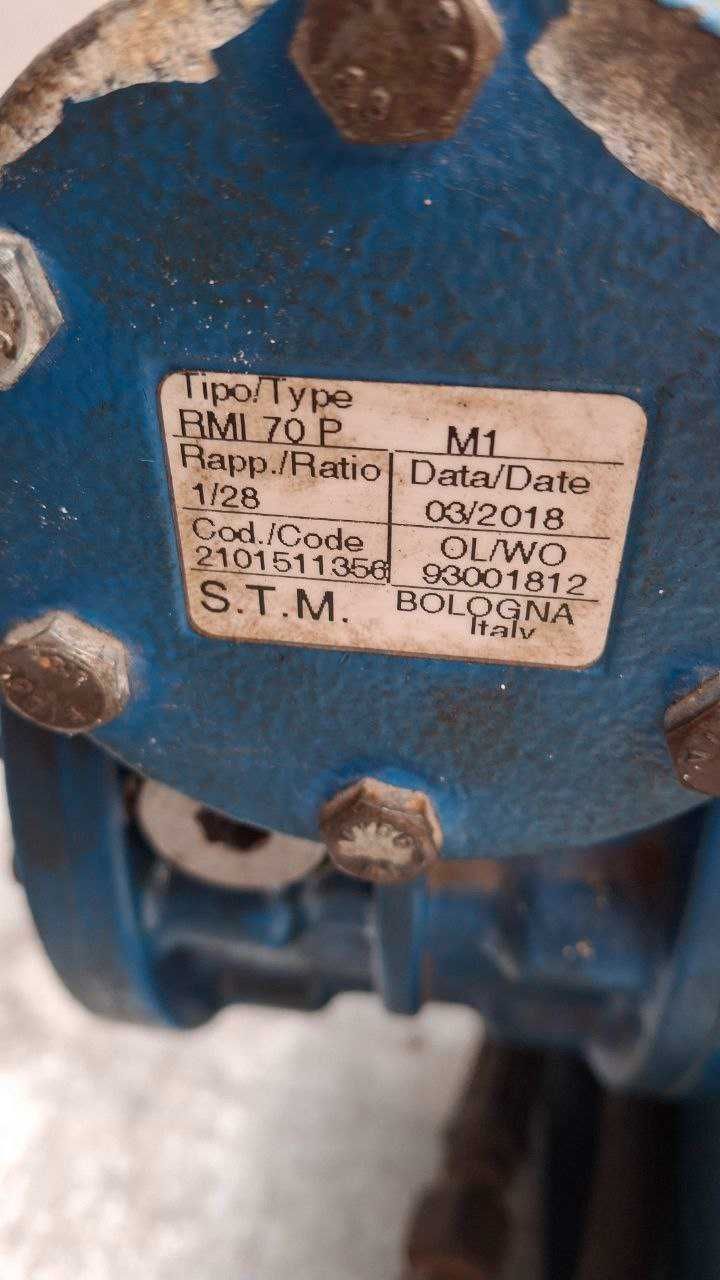 Tipo/Type
RMI 70 P M1
Rapp./Ratio Data/Date
1/28 03/2018
Cod./Code OL/WO
2101511356 93001812
S.T.M. BOLOGNA
Italy